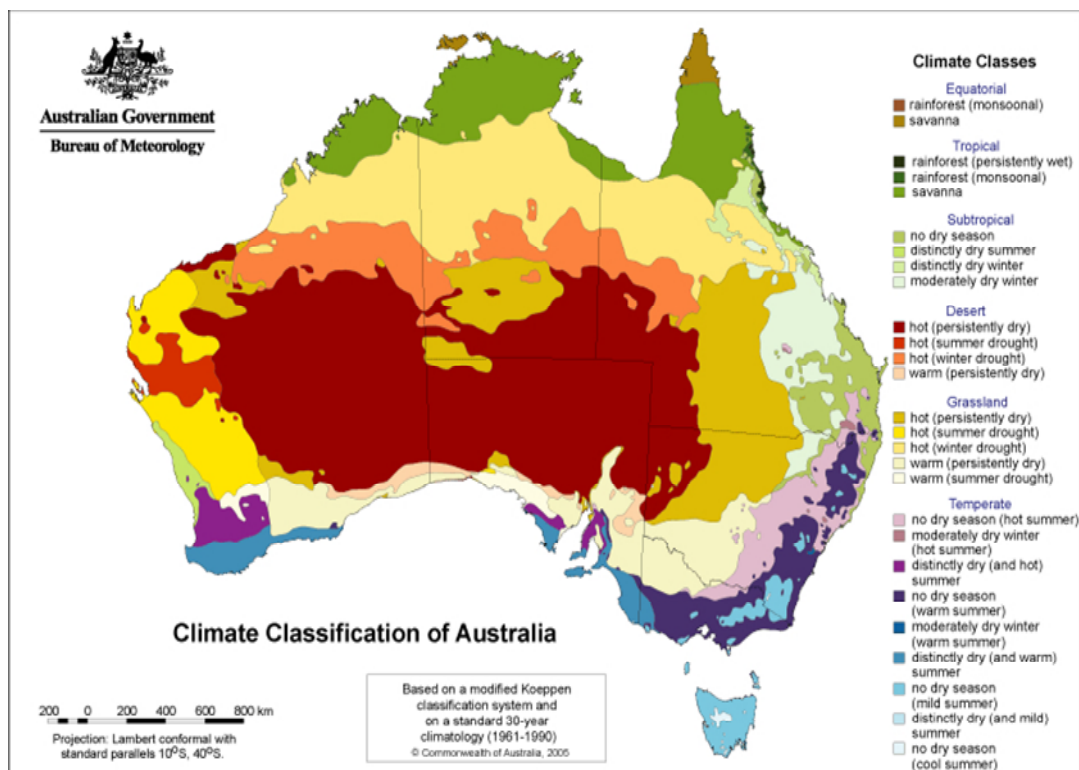 Australian Government
Bureau of Meteorology
Climate Classes
Equatorial
rainforest (monsoonal)
savanna
Tropical
rainforest (persistently wet)
rainforest (monsoonal)
savanna
Subtropical
no dry season
distinctly dry summer
distinctly dry winter
moderately dry winter
Desert
hot (persistently dry)
hot (summer drought)
hot (winter drought)
warm (persistently dry)
Grassland
hot (persistently dry)
hot (summer drought)
hot (winter drought)
warm (persistently dry)
warm (summer drought)
Temperate
no dry season (hot summer)
moderately dry winter
(hot summer)
distinctly dry (and hot)
summer
no dry season
(warm summer)
moderately dry winter
(warm summer)
distinctly dry (and warm)
summer
no dry season
(mild summer)
distinctly dry (and mild)
summer
no dry season
(cool summer)
Climate Classification of Australia
200 0 200 400 600 800 km
Projection: Lambert conformal with
standard parallels 10°S, 40°S.
Based on a modified Koeppen
classification system and
on a standard 30-year
climatology (1961-1990)
© Commonwealth of Australia, 2005